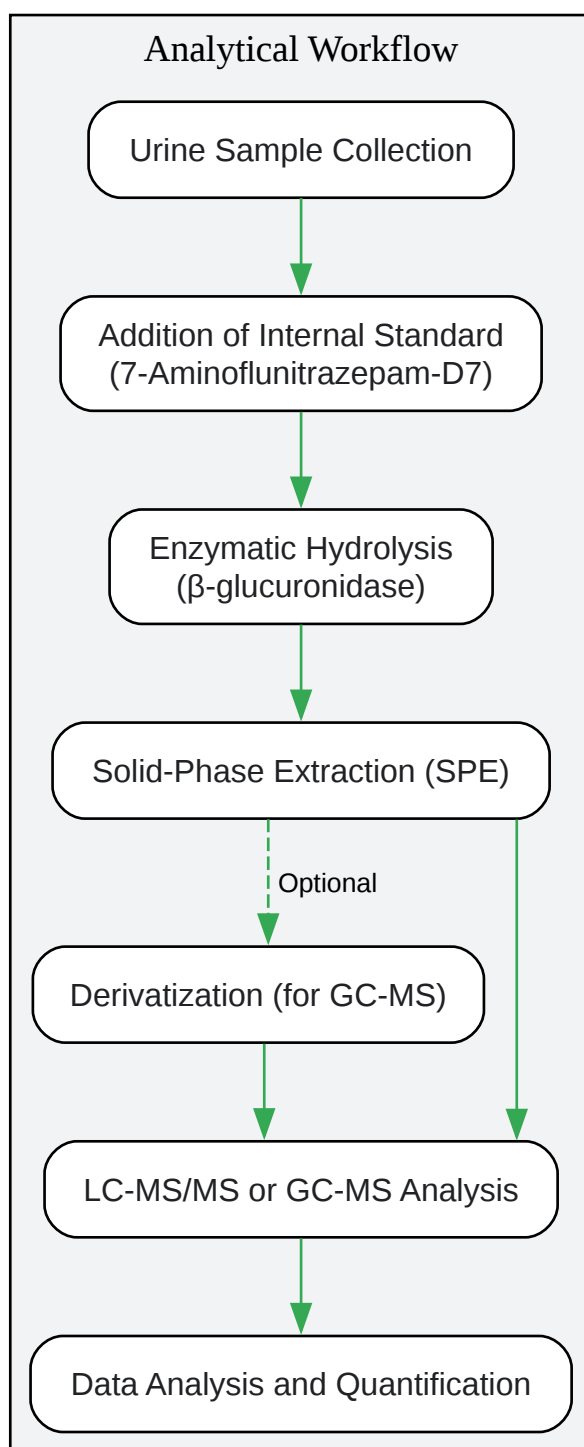 Analytical Workflow
Urine Sample Collection
Addition of Internal Standard
(7-Aminoflunitrazepam-D7)
Enzymatic Hydrolysis
(β-glucuronidase)
Solid-Phase Extraction (SPE)
Optional
Derivatization (for GC-MS)
LC-MS/MS or GC-MS Analysis
Data Analysis and Quantification